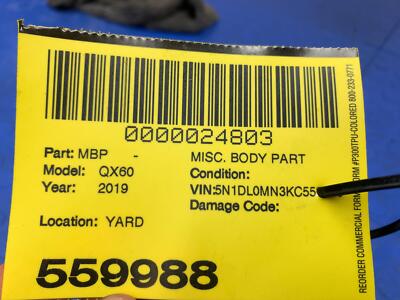 0000024803
Part: MBP - MISC. BODY PART
Model: QX60 Condition:
Year: 2019 VIN:5N1DL0MN3KC55
Damage Code:
Location: YARD
559988
REORDER COMMERCIAL FORM #P300TPU-COLORED 800-233-0771